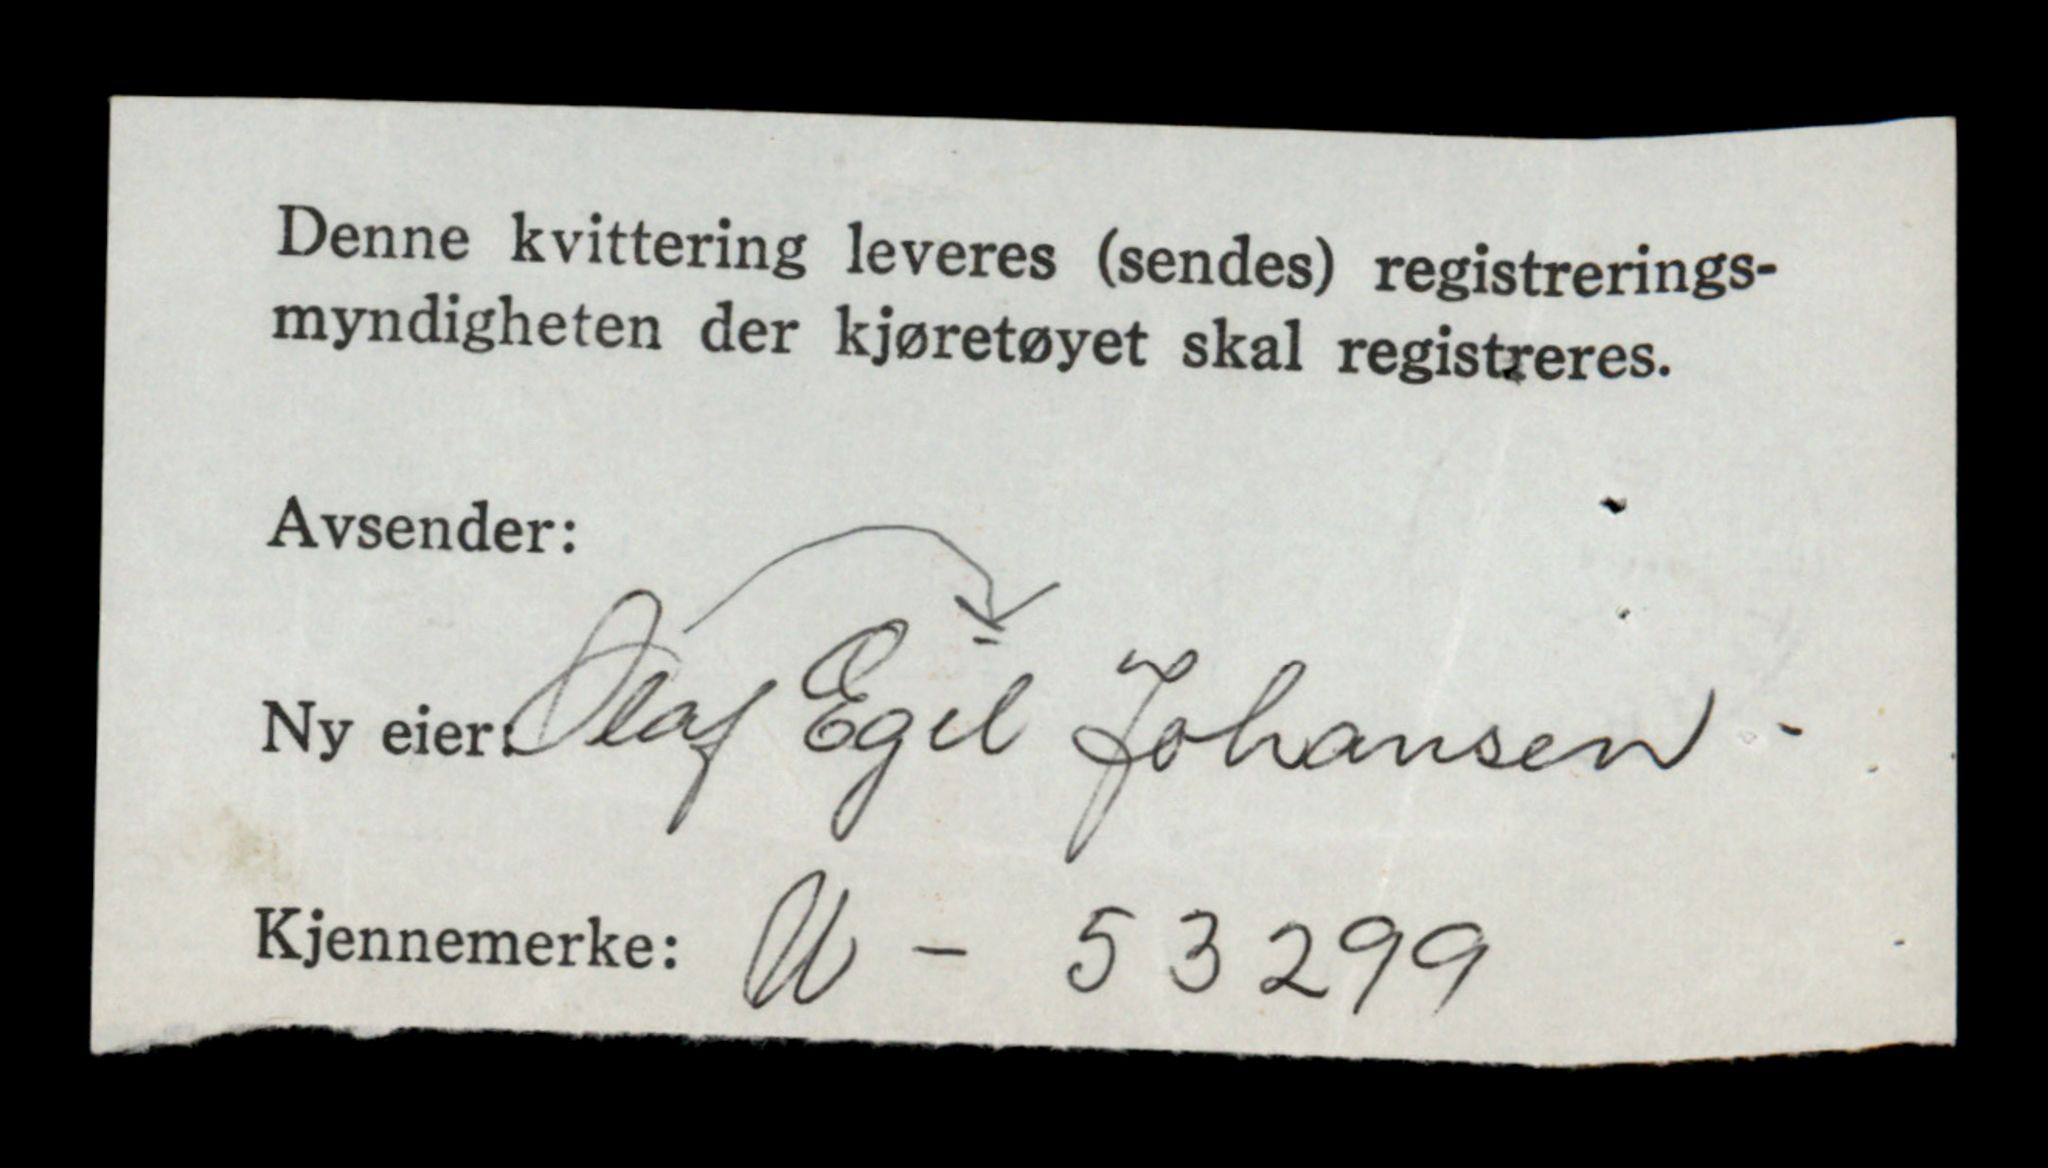 Denne kvittering leveres (sendes) registrerings-
myndigheten der kjøretøyet skal registreres.
Avsender:
Ny eier: Olaf Egil Johansen -
Kjennemerke: U - 53299